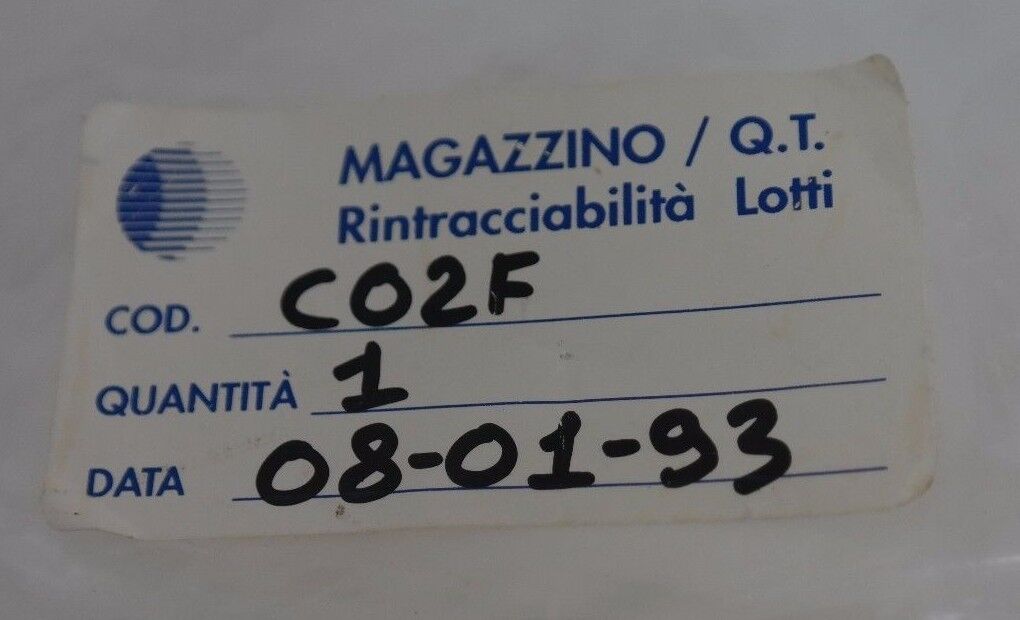 MAGAZZINO / Q.T.
Rintracciabilità Lotti
COD. C02F
QUANTITÀ 1
DATA 08-01-93